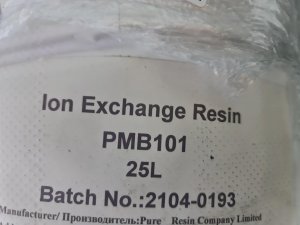 Ion Exchange Resin
PMB101
25L
Batch No.:2104-0193
Manufacturer/ Производитель:Pure Resin Company Limited